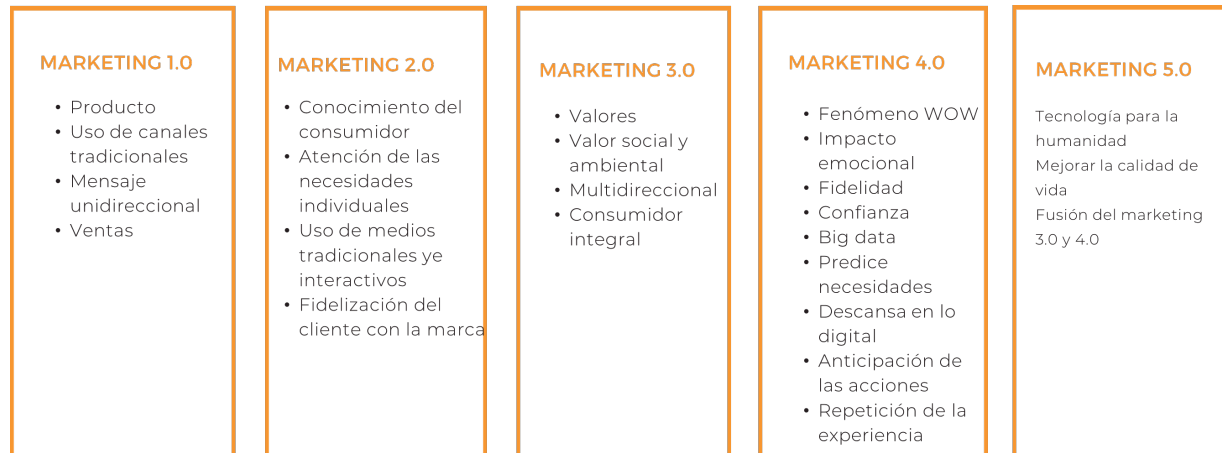 MARKETING 1.0
• Producto
• Uso de canales
tradicionales
• Mensaje
unidireccional
• Ventas
MARKETING 2.0
• Conocimiento del
consumidor
• Atención de las
necesidades
individuales
• Uso de medios
tradicionales ye
interactivos
• Fidelización del
cliente con la marca
MARKETING 3.0
• Valores
• Valor social y
ambiental
• Multidireccional
• Consumidor
integral
MARKETING 4.0
• Fenómeno WOW
• Impacto
emocional
• Fidelidad
• Confianza
• Big data
• Predice
necesidades
• Descansa en lo
digital
• Anticipación de
las acciones
• Repetición de la
experiencia
MARKETING 5.0
Tecnología para la
humanidad
Mejorar la calidad de
vida
Fusión del marketing
3.0 y 4.0